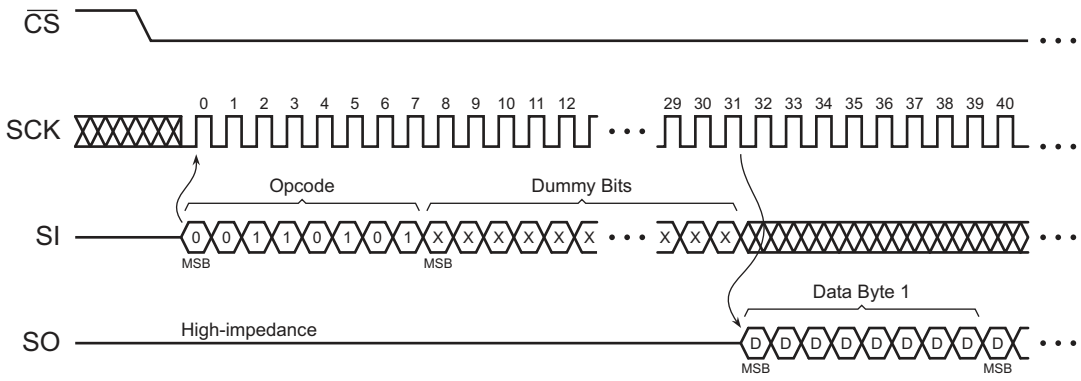 CS
SCK 0 1 2 3 4 5 6 7 8 9 10 11 12 ••• 29 30 31 32 33 34 35 36 37 38 39 40 •••
Opcode Dummy Bits
SI 0 0 1 1 0 1 0 1 X X X X X X ••• X X X •••
MSB MSB
Data Byte 1
High-impedance
SO D D D D D D D D D •••
MSB MSB